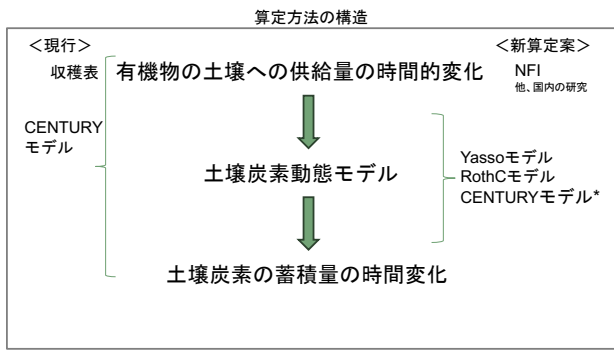 算定方法の構造
＜現行＞
＜新算定案＞
収穫表
有機物の土壌への供給量の時間的変化
NFI
他、国内の研究
CENTURY
モデル
土壌炭素動態モデル
Yassoモデル
RothCモデル
CENTURYモデル*
土壌炭素の蓄積量の時間変化